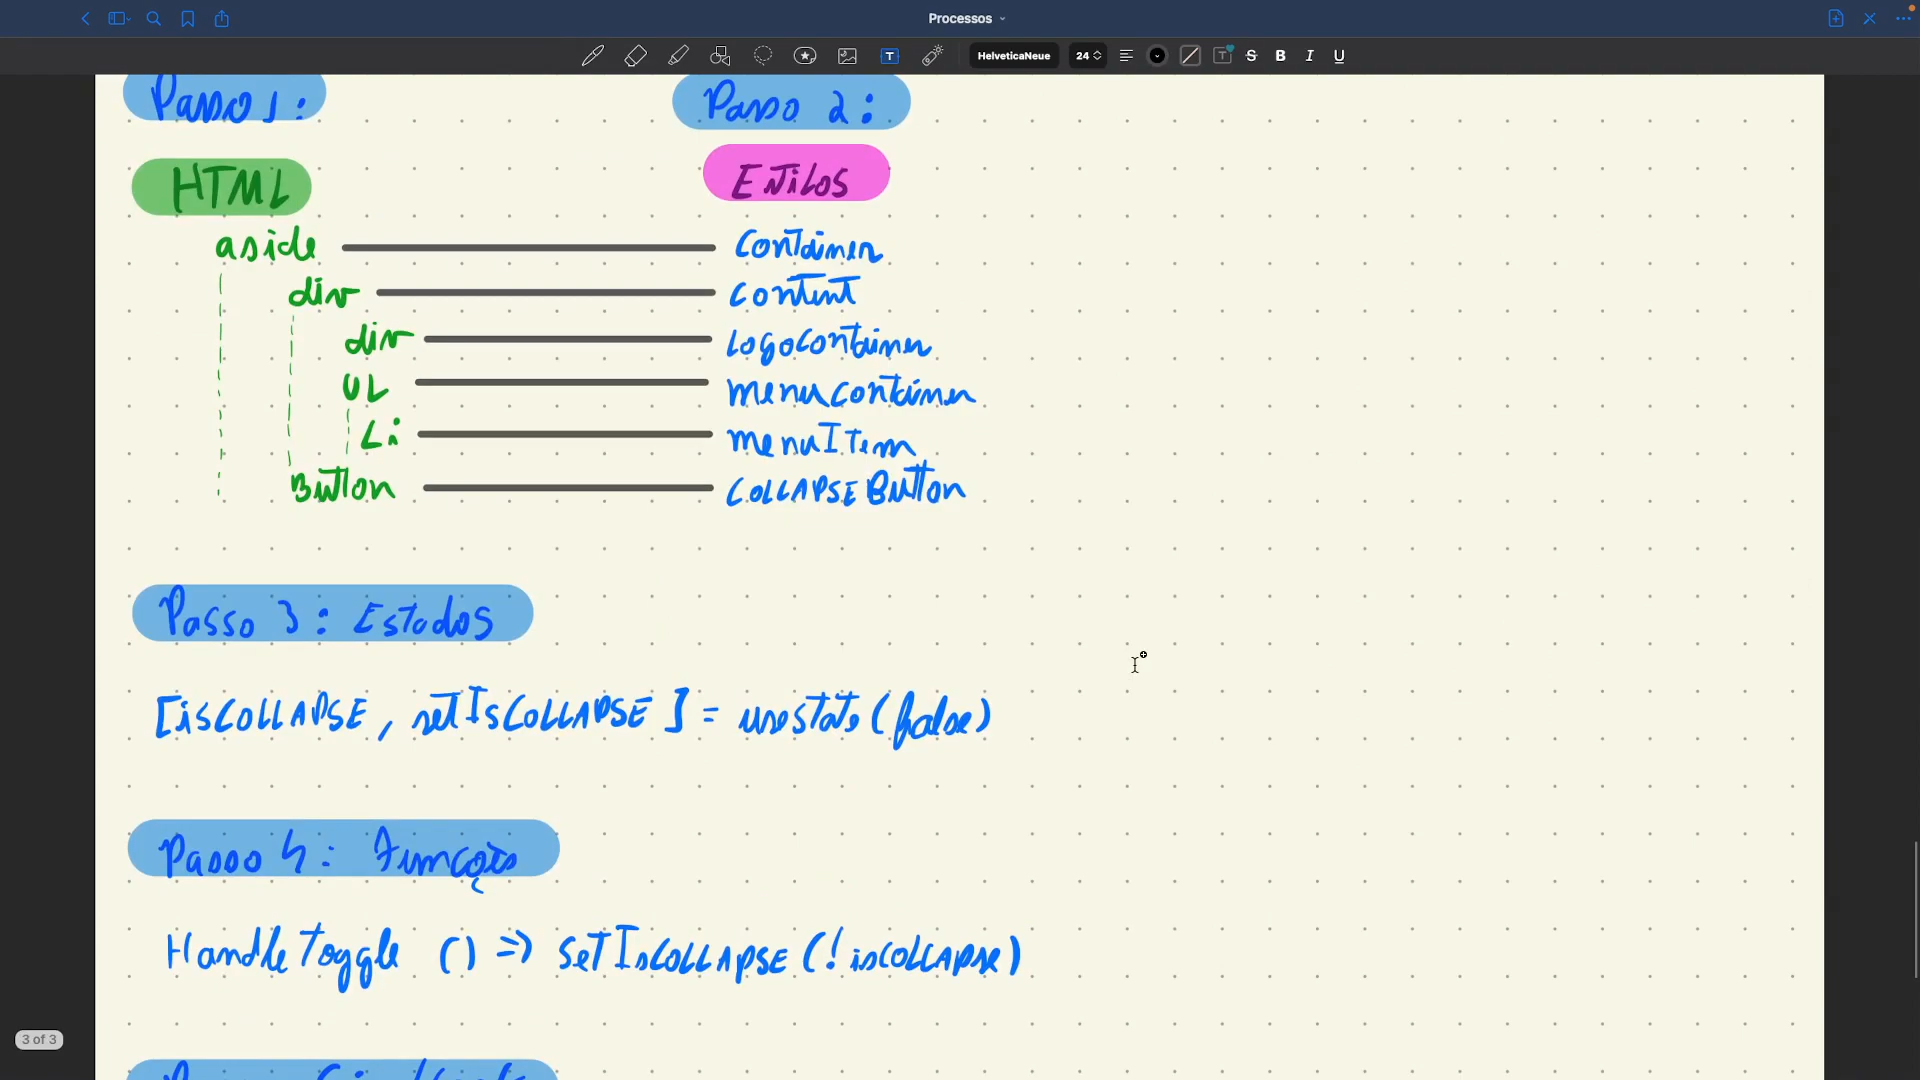 Processos
HelveticaNeue 24 S B I U
Passo 1:
Passo 2:
HTML
Estilos
aside Container
div Content
div LogoContainer
UL menuContainer
Li menuItem
Button COLLAPSEButton
Passo 3: Estados
[isCOLLAPSE, setIsCOLLAPSE] = usestate(false)
Passo 4: Funções
HandleToggle () => SetIsCOLLAPSE(!isCOLLAPSE)
3 of 3